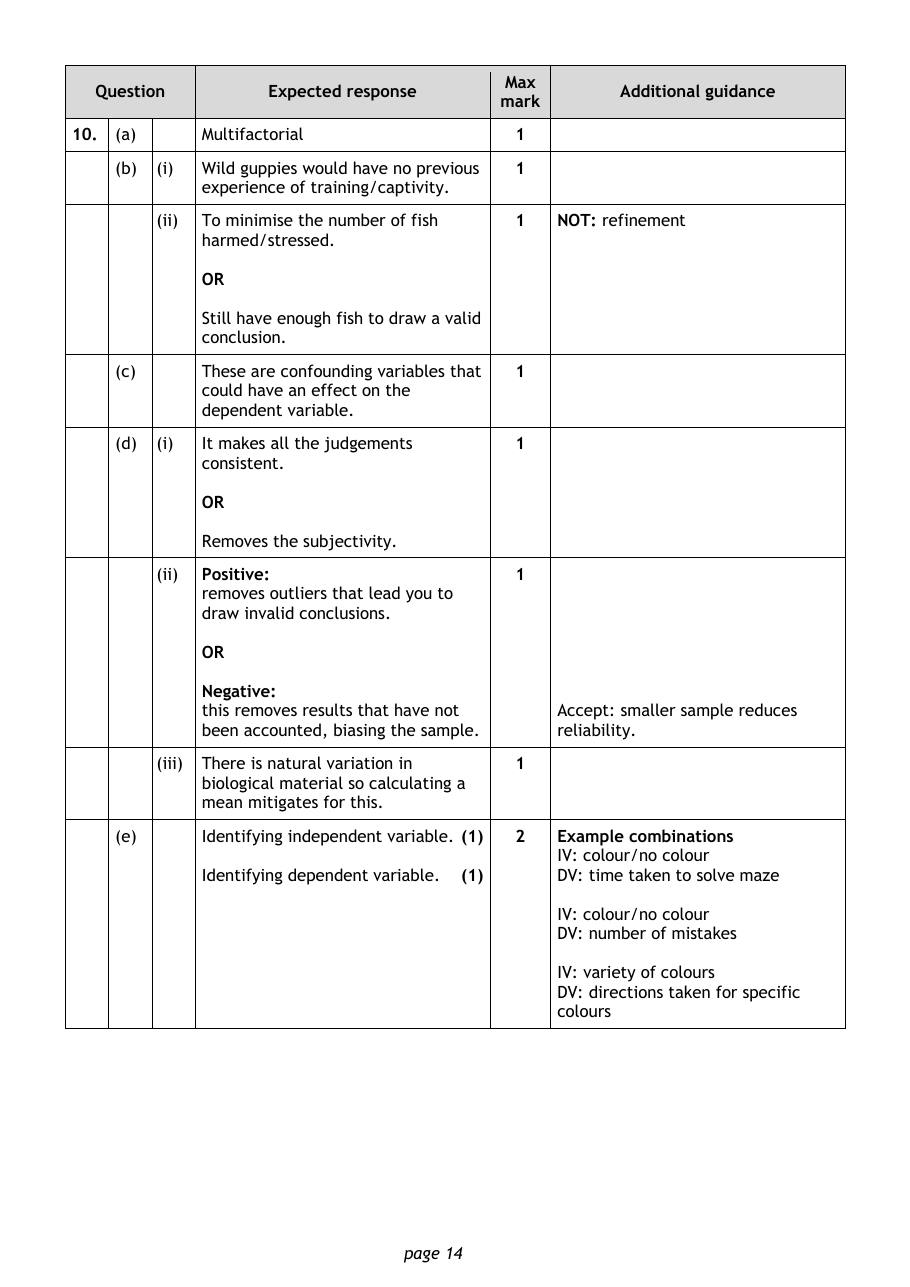 Question Expected response Max mark Additional guidance
10. (a) Multifactorial 1
(b) (i) Wild guppies would have no previous 1
experience of training/captivity.
(ii) To minimise the number of fish 1 NOT: refinement
harmed/stressed.
OR
Still have enough fish to draw a valid
conclusion.
(c) These are confounding variables that 1
could have an effect on the
dependent variable.
(d) (i) It makes all the judgements 1
consistent.
OR
Removes the subjectivity.
(ii) Positive: 1
removes outliers that lead you to
draw invalid conclusions.
OR
Negative:
this removes results that have not Accept: smaller sample reduces
been accounted, biasing the sample. reliability.
(iii) There is natural variation in 1
biological material so calculating a
mean mitigates for this.
(e) Identifying independent variable. (1) 2 Example combinations
IV: colour/no colour
Identifying dependent variable. (1) DV: time taken to solve maze
IV: colour/no colour
DV: number of mistakes
IV: variety of colours
DV: directions taken for specific
colours
page 14